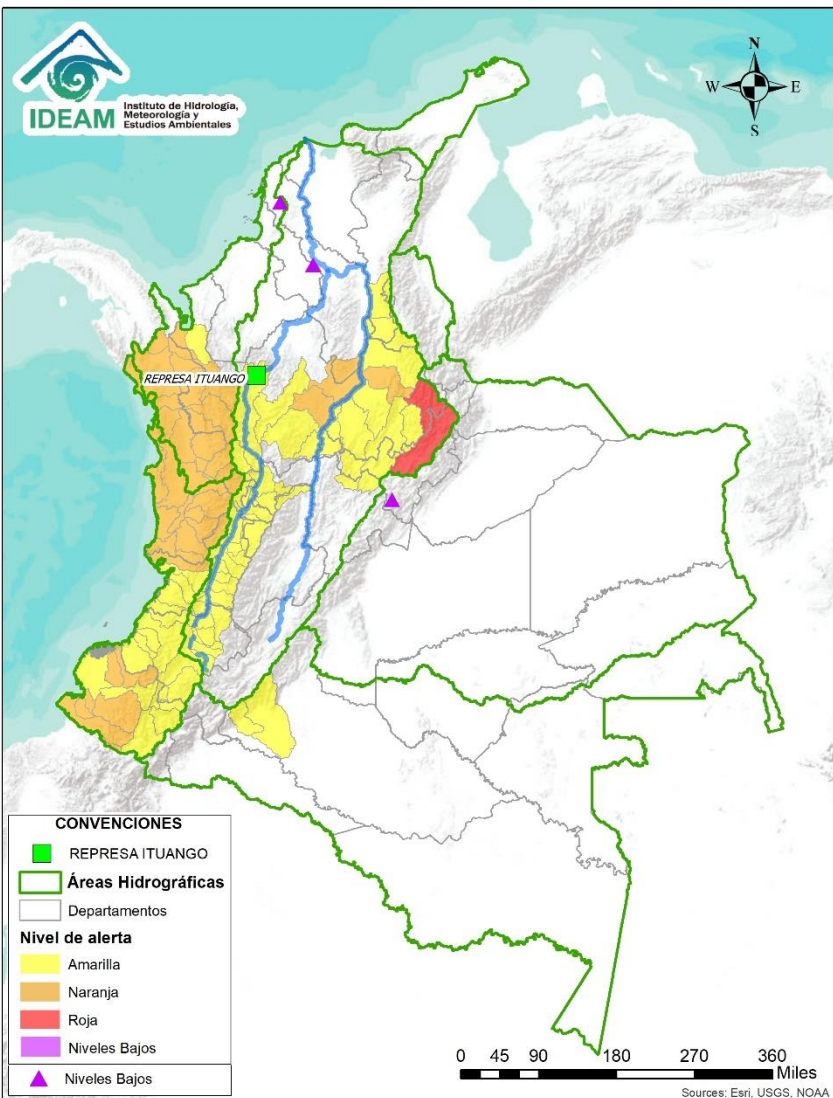 IDEAM
Instituto de Hidrología,
Meteorología y
Estudios Ambientales
N
W E
S
REPRESA ITUANGO
CONVENCIONES
REPRESA ITUANGO
Áreas Hidrográficas
Departamentos
Nivel de alerta
Amarilla
Naranja
Roja
Niveles Bajos
Niveles Bajos
0 45 90 180 270 360
Miles
Sources: Esri, USGS, NOAA